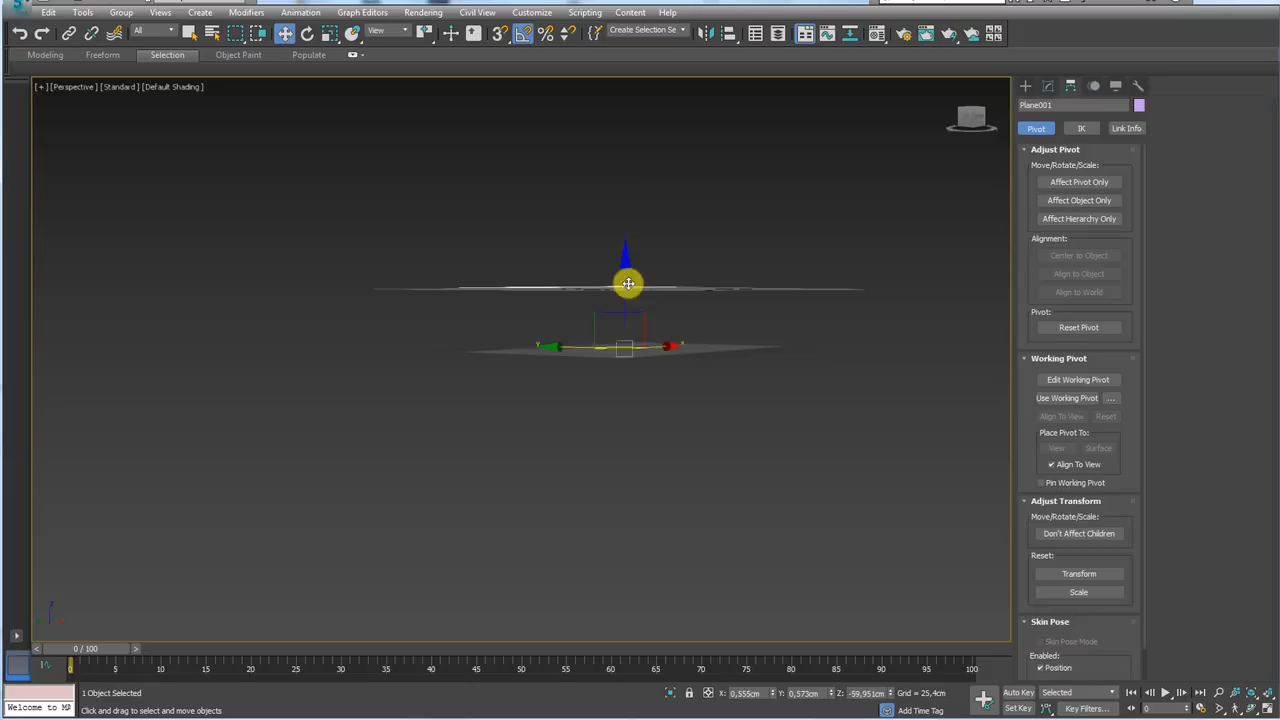 Edit Tools Group Views Create Modifiers Animation Graph Editors Rendering Civil View Customize Scripting Content Help
All View Create Selection Se
Modeling Freeform Selection Object Paint Populate
[+] [Perspective] [Standard] [Default Shading]
Plane001
Pivot IK Link Info
Adjust Pivot
Move/Rotate/Scale:
Affect Pivot Only
Affect Object Only
Affect Hierarchy Only
Alignment:
Center to Object
Align to Object
Align to World
Pivot:
Reset Pivot
Working Pivot
Edit Working Pivot
Use Working Pivot ...
Align To View Reset
Place Pivot To:
View Surface
Align To View
Pin Working Pivot
Adjust Transform
Move/Rotate/Scale:
Don't Affect Children
Reset:
Transform
Scale
Skin Pose
Skin Pose Mode
Enabled:
Position
z
y x
< 0 / 100 >
0 5 10 15 20 25 30 35 40 45 50 55 60 65 70 75 80 85 90 95 100
1 Object Selected X: 0,555cm Y: 0,573cm Z: -59,951cm Grid = 25,4cm Auto Key Selected
Welcome to MA Click and drag to select and move objects Add Time Tag Set Key Key Filters... 0